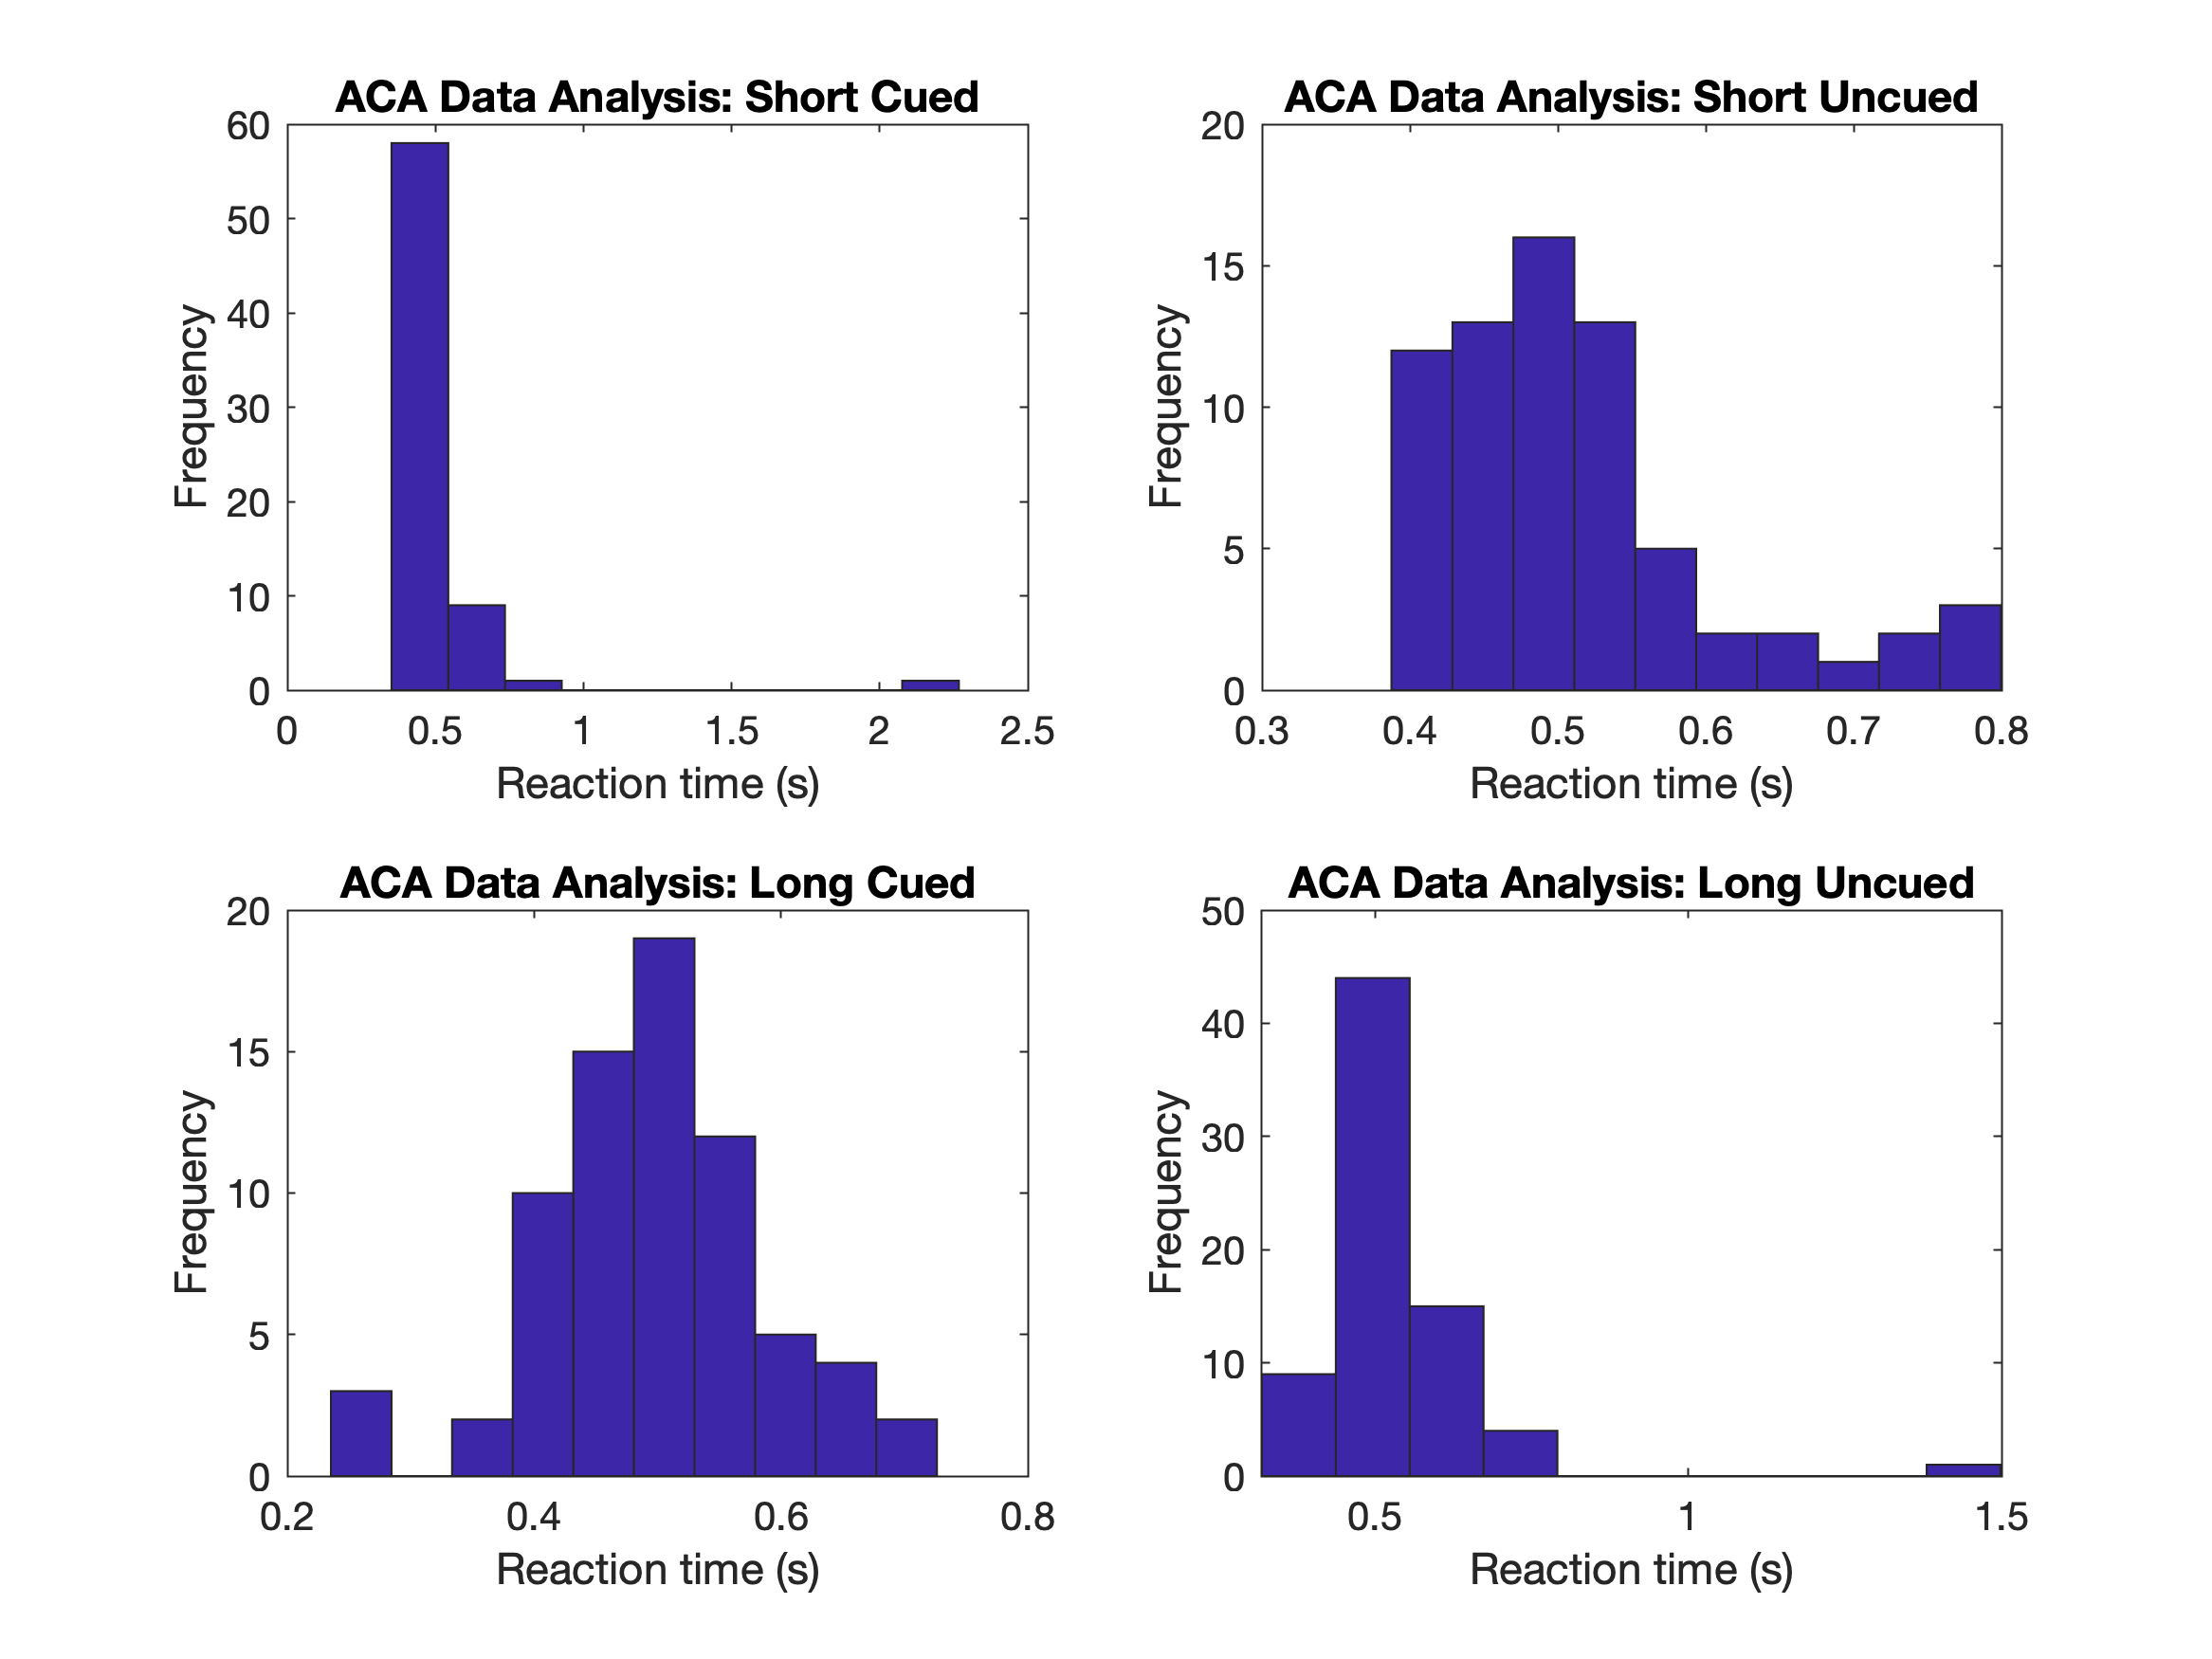 ACA Data Analysis: Short Cued
60
50
40
30
20
10
0
Frequency
0 0.5 1 1.5 2 2.5
Reaction time (s)
ACA Data Analysis: Short Uncued
20
15
10
5
0
Frequency
0.3 0.4 0.5 0.6 0.7 0.8
Reaction time (s)
ACA Data Analysis: Long Cued
20
15
10
5
0
Frequency
0.2 0.4 0.6 0.8
Reaction time (s)
ACA Data Analysis: Long Uncued
50
40
30
20
10
0
Frequency
0.5 1 1.5
Reaction time (s)